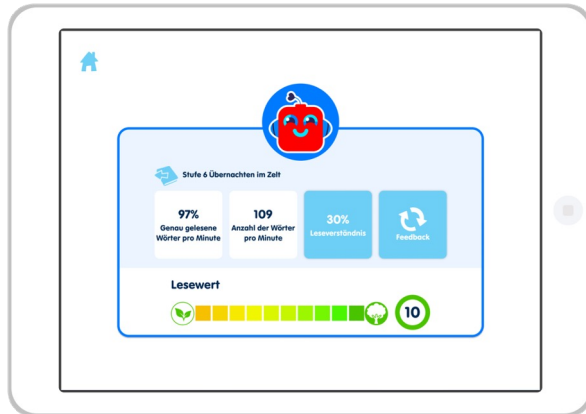 Stufe 6 Übernachten im Zelt
97%
Genau gelesene
Wörter pro Minute
109
Anzahl der Wörter
pro Minute
30%
Leseverständnis
Feedback
Lesewert
10